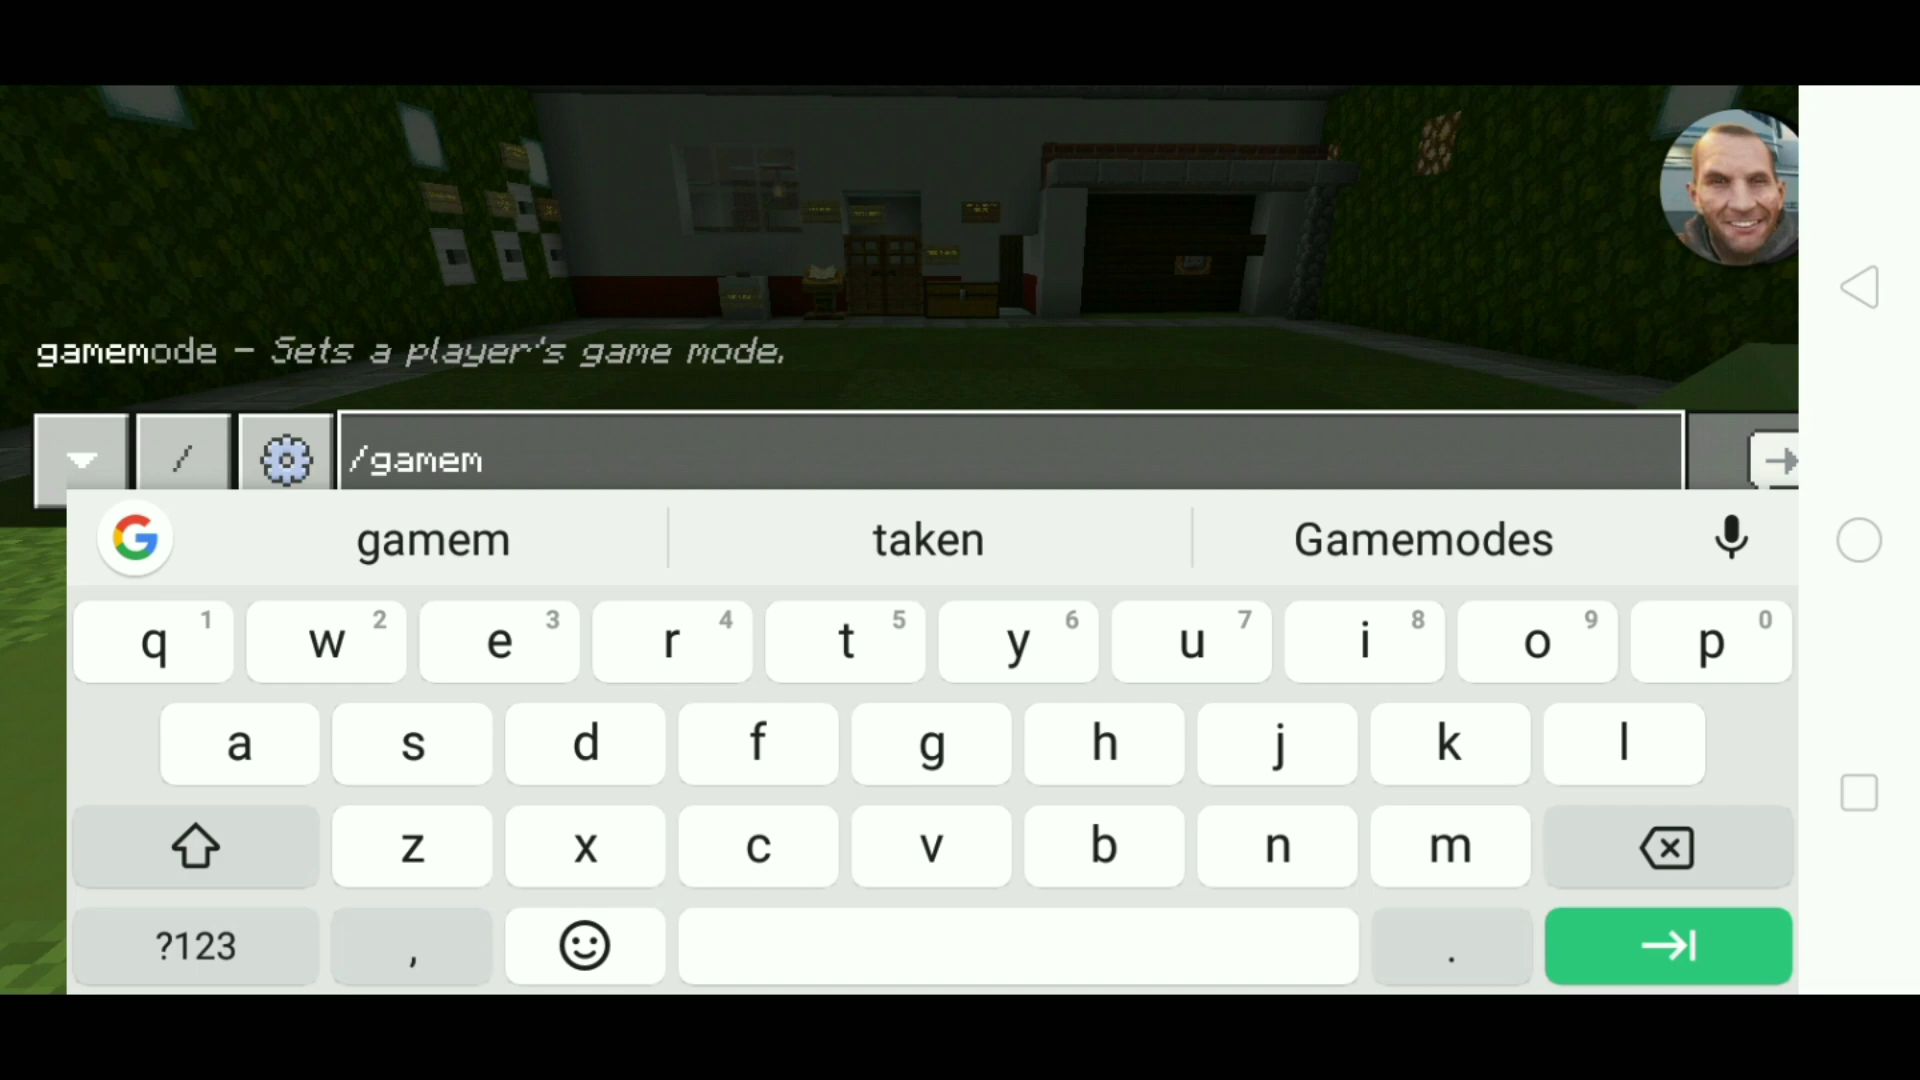 gamemode – Sets a player's game mode.
/ /gamem
gamem taken Gamemodes
q 1 w 2 e 3 r 4 t 5 y 6 u 7 i 8 o 9 p 0
a s d f g h j k l
z x c v b n m
?123 , .